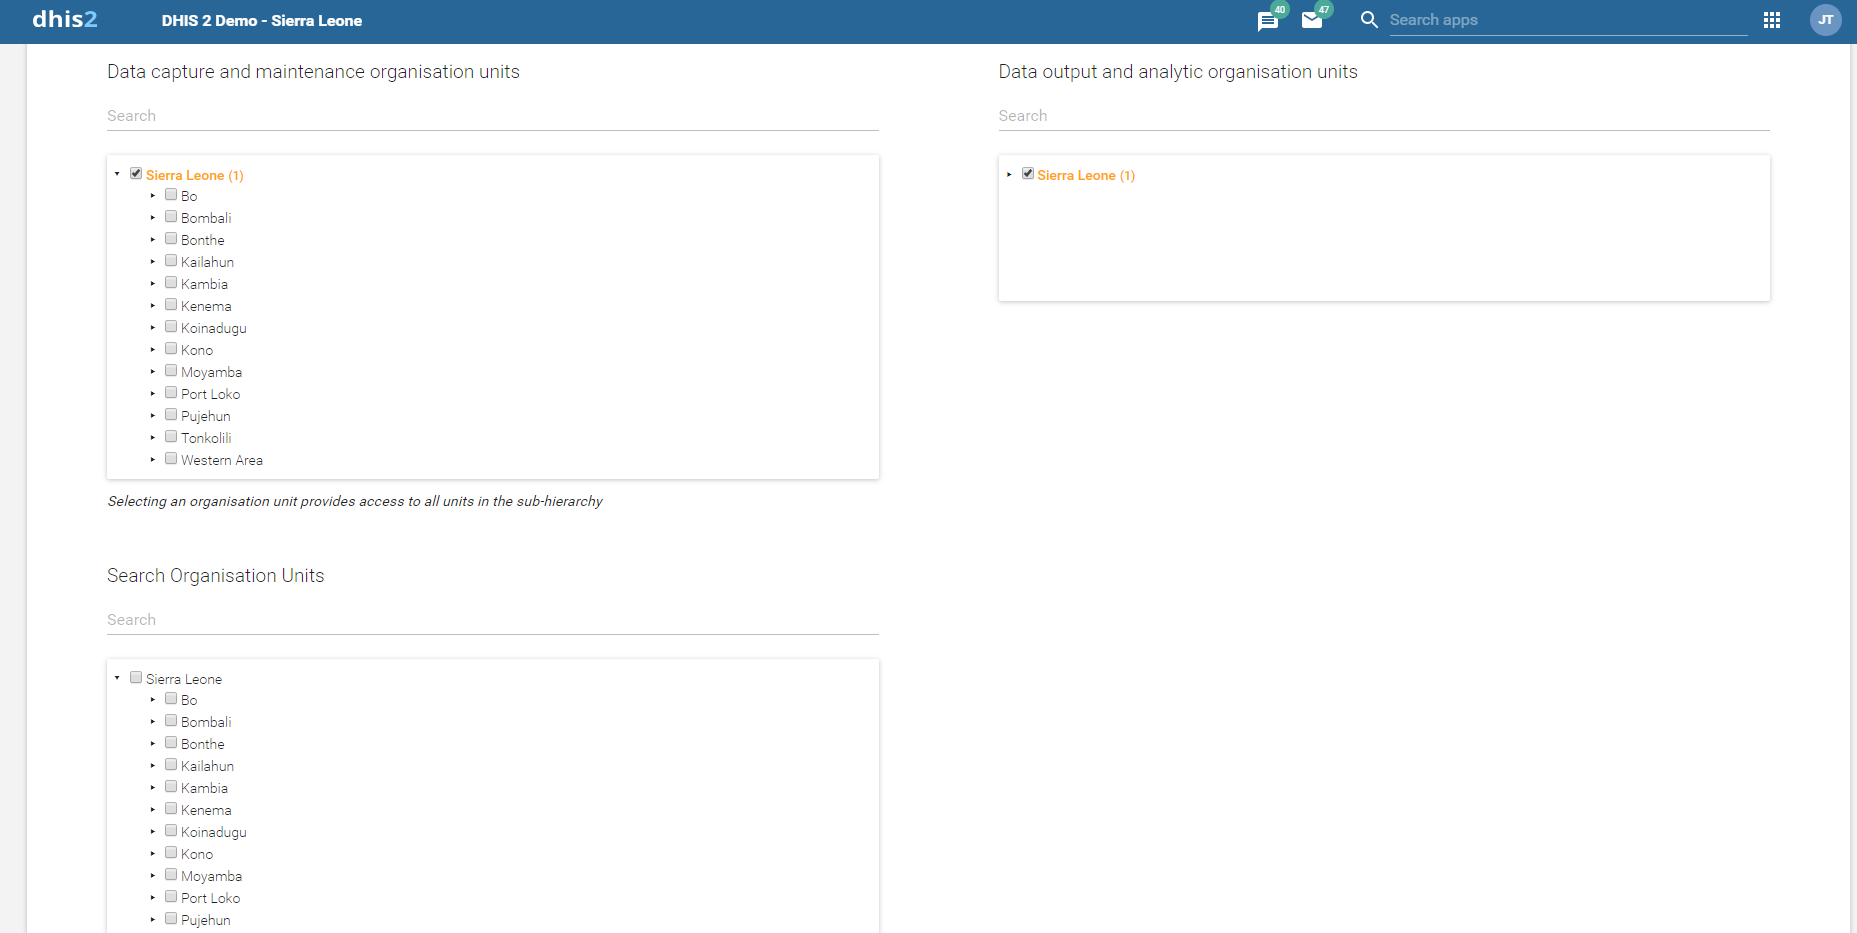 dhis2
DHIS 2 Demo - Sierra Leone
40
47
Search apps
JT
Data capture and maintenance organisation units
Search
Sierra Leone (1)
Bo
Bombali
Bonthe
Kailahun
Kambia
Kenema
Koinadugu
Kono
Moyamba
Port Loko
Pujehun
Tonkolili
Western Area
Selecting an organisation unit provides access to all units in the sub-hierarchy
Data output and analytic organisation units
Search
Sierra Leone (1)
Search Organisation Units
Search
Sierra Leone
Bo
Bombali
Bonthe
Kailahun
Kambia
Kenema
Koinadugu
Kono
Moyamba
Port Loko
Pujehun